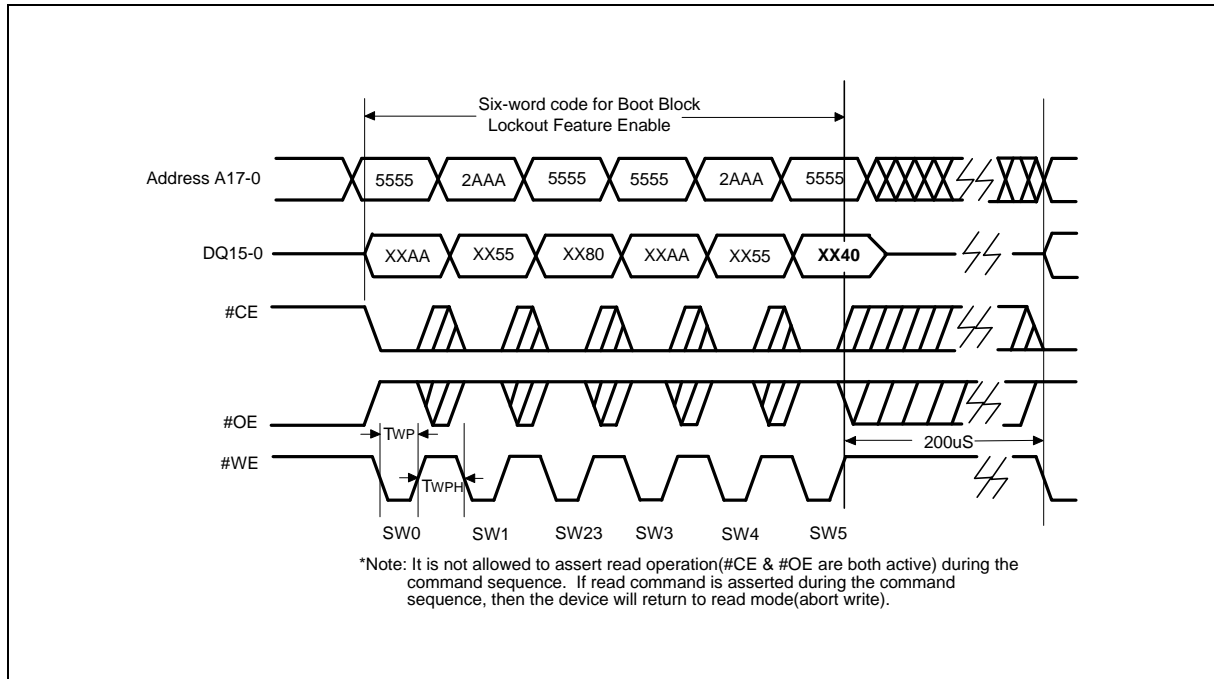 Six-word code for Boot Block
Lockout Feature Enable
Address A17-0
5555 2AAA 5555 5555 2AAA 5555
DQ15-0
XXAA XX55 XX80 XXAA XX55 XX40
#CE
#OE
TWP
200uS
#WE
TWPH
SW0 SW1 SW23 SW3 SW4 SW5
*Note: It is not allowed to assert read operation(#CE & #OE are both active) during the
command sequence. If read command is asserted during the command
sequence, then the device will return to read mode(abort write).